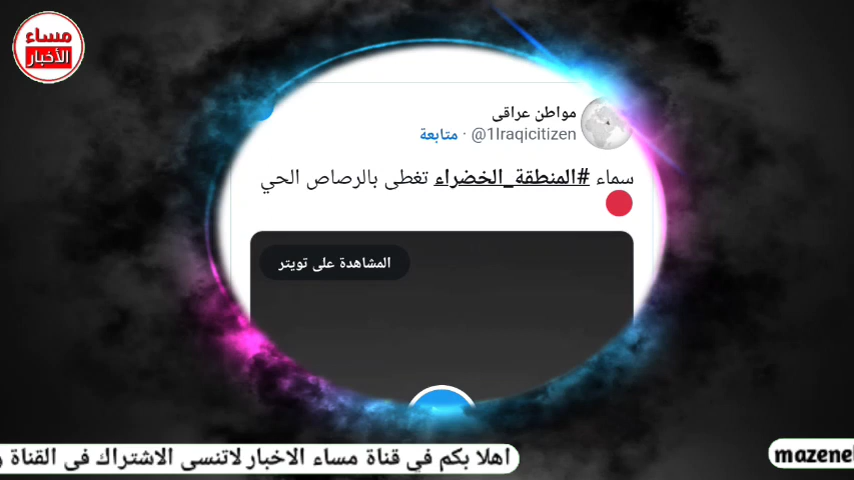 مساء
الأخبار
مواطن عراقي
@1Iraqicitizen · متابعة
سماء #المنطقة_الخضراء تغطى بالرصاص الحي
المشاهدة على تويتر
اهلا بكم في قناة مساء الاخبار لاتنسى الاشتراك في القناة